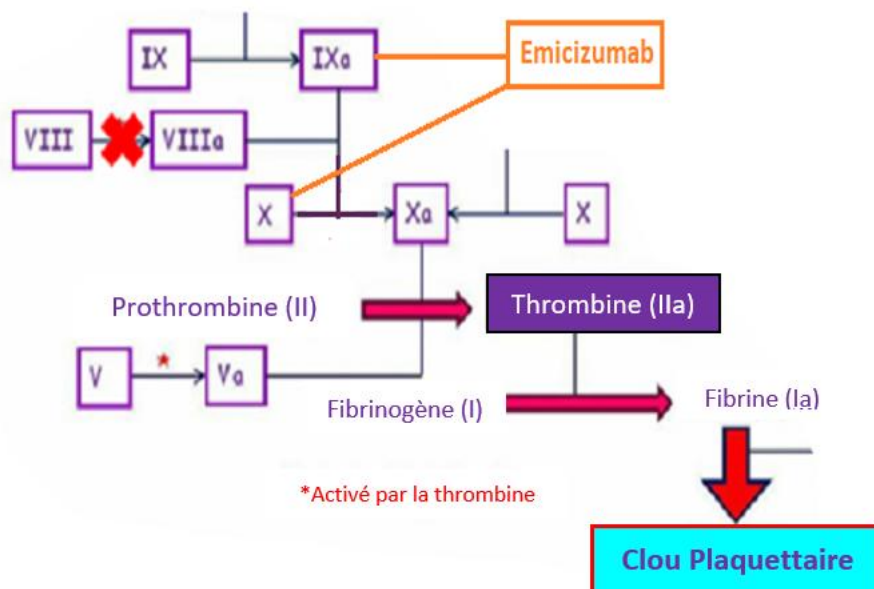 IX
IXa
Emicizumab
VIII
VIIIa
X
Xa
X
Prothrombine (II)
Thrombine (IIa)
V
*
Va
Fibrinogène (I)
Fibrine (Ia)
*Activé par la thrombine
Clou Plaquettaire